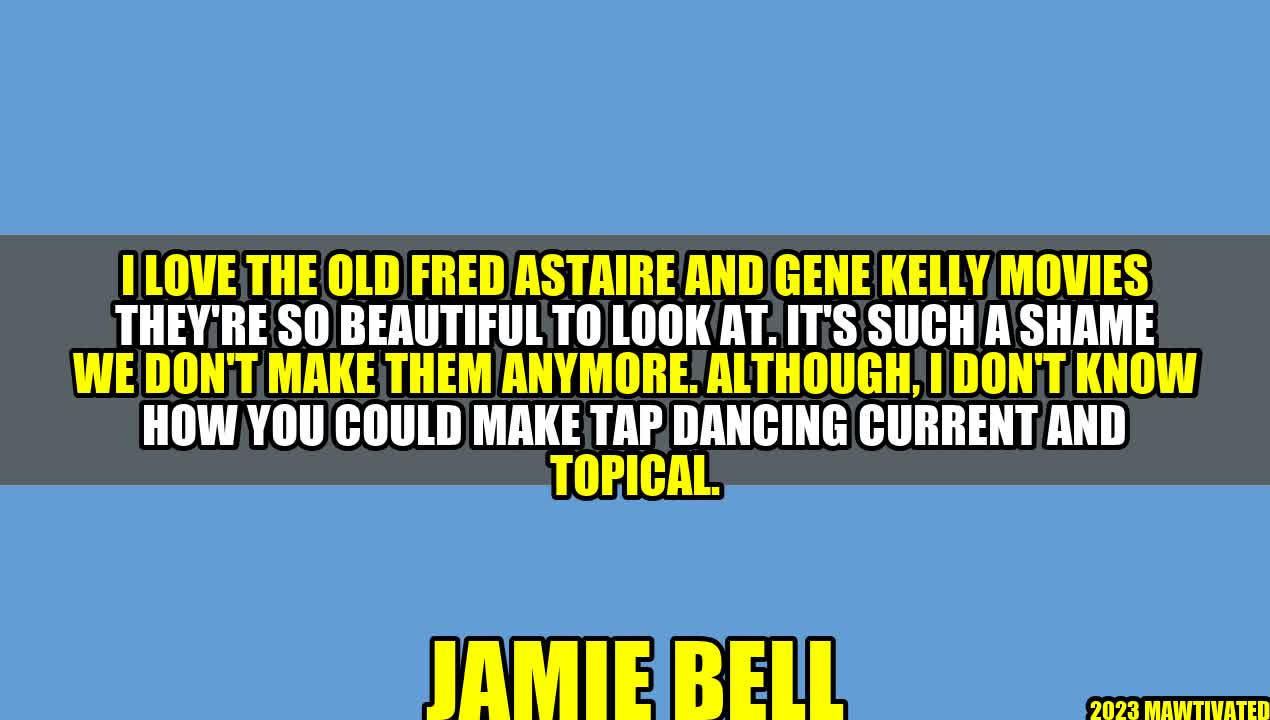 I LOVE THE OLD FRED ASTAIRE AND GENE KELLY MOVIES
THEY'RE SO BEAUTIFUL TO LOOK AT. IT'S SUCH A SHAME
WE DON'T MAKE THEM ANYMORE. ALTHOUGH, I DON'T KNOW
HOW YOU COULD MAKE TAP DANCING CURRENT AND
TOPICAL.
JAMIE BELL
2023 MAWTIVATED